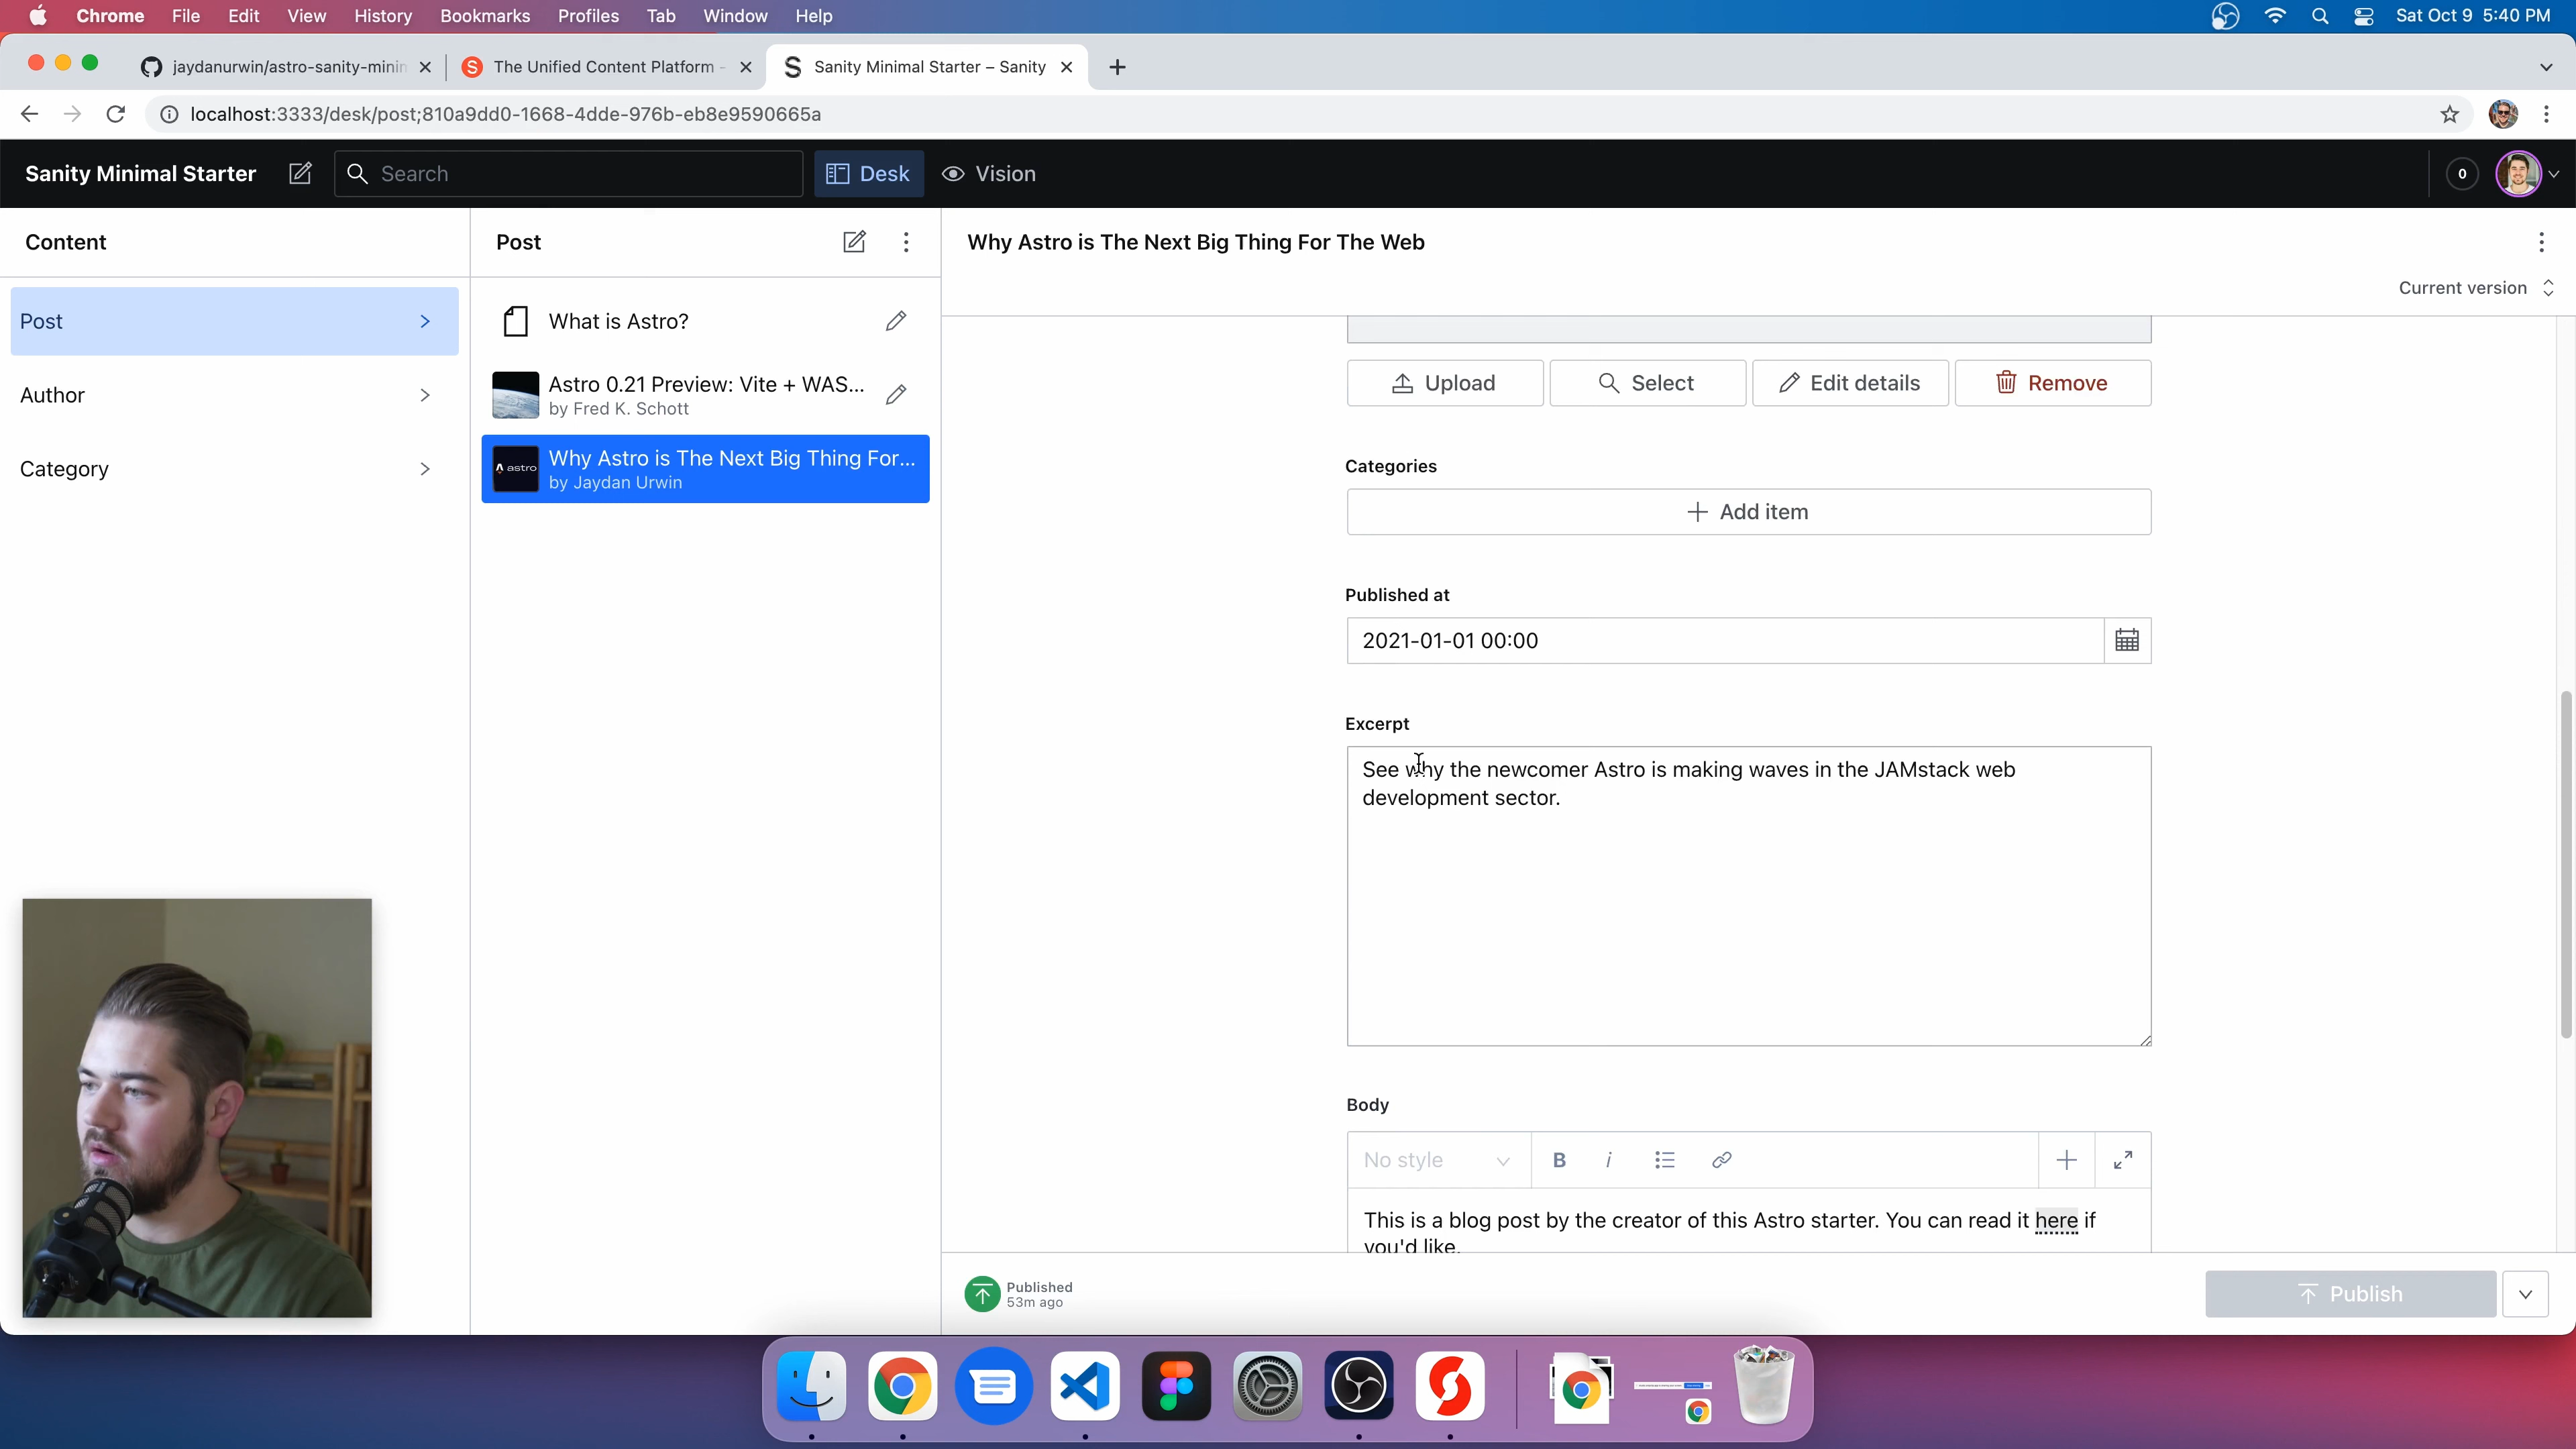 Chrome File Edit View History Bookmarks Profiles Tab Window Help Sat Oct 9 5:40 PM
jaydanurwin/astro-sanity-minin The Unified Content Platform - Sanity Minimal Starter – Sanity
localhost:3333/desk/post;810a9dd0-1668-4dde-976b-eb8e9590665a
Sanity Minimal Starter Search Desk Vision 0
Content
Post
Author
Category
Post
What is Astro?
Astro 0.21 Preview: Vite + WAS...
by Fred K. Schott
astro
Why Astro is The Next Big Thing For...
by Jaydan Urwin
Why Astro is The Next Big Thing For The Web
Current version
Upload Select Edit details Remove
Categories
Add item
Published at
2021-01-01 00:00
Excerpt
See why the newcomer Astro is making waves in the JAMstack web
development sector.
Body
No style B i
This is a blog post by the creator of this Astro starter. You can read it here if
you'd like.
Published
53m ago
Publish